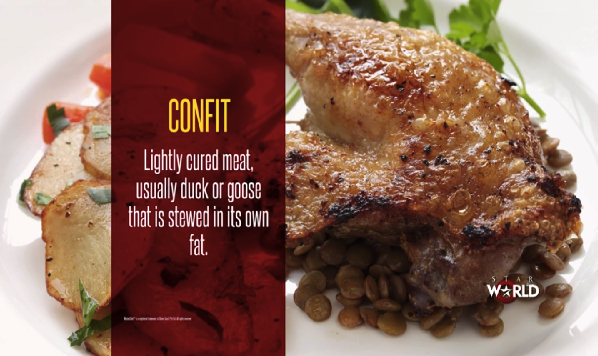 CONFIT
Lightly cured meat,
usually duck or goose
that is stewed in its own
fat.
STAR
WORLD